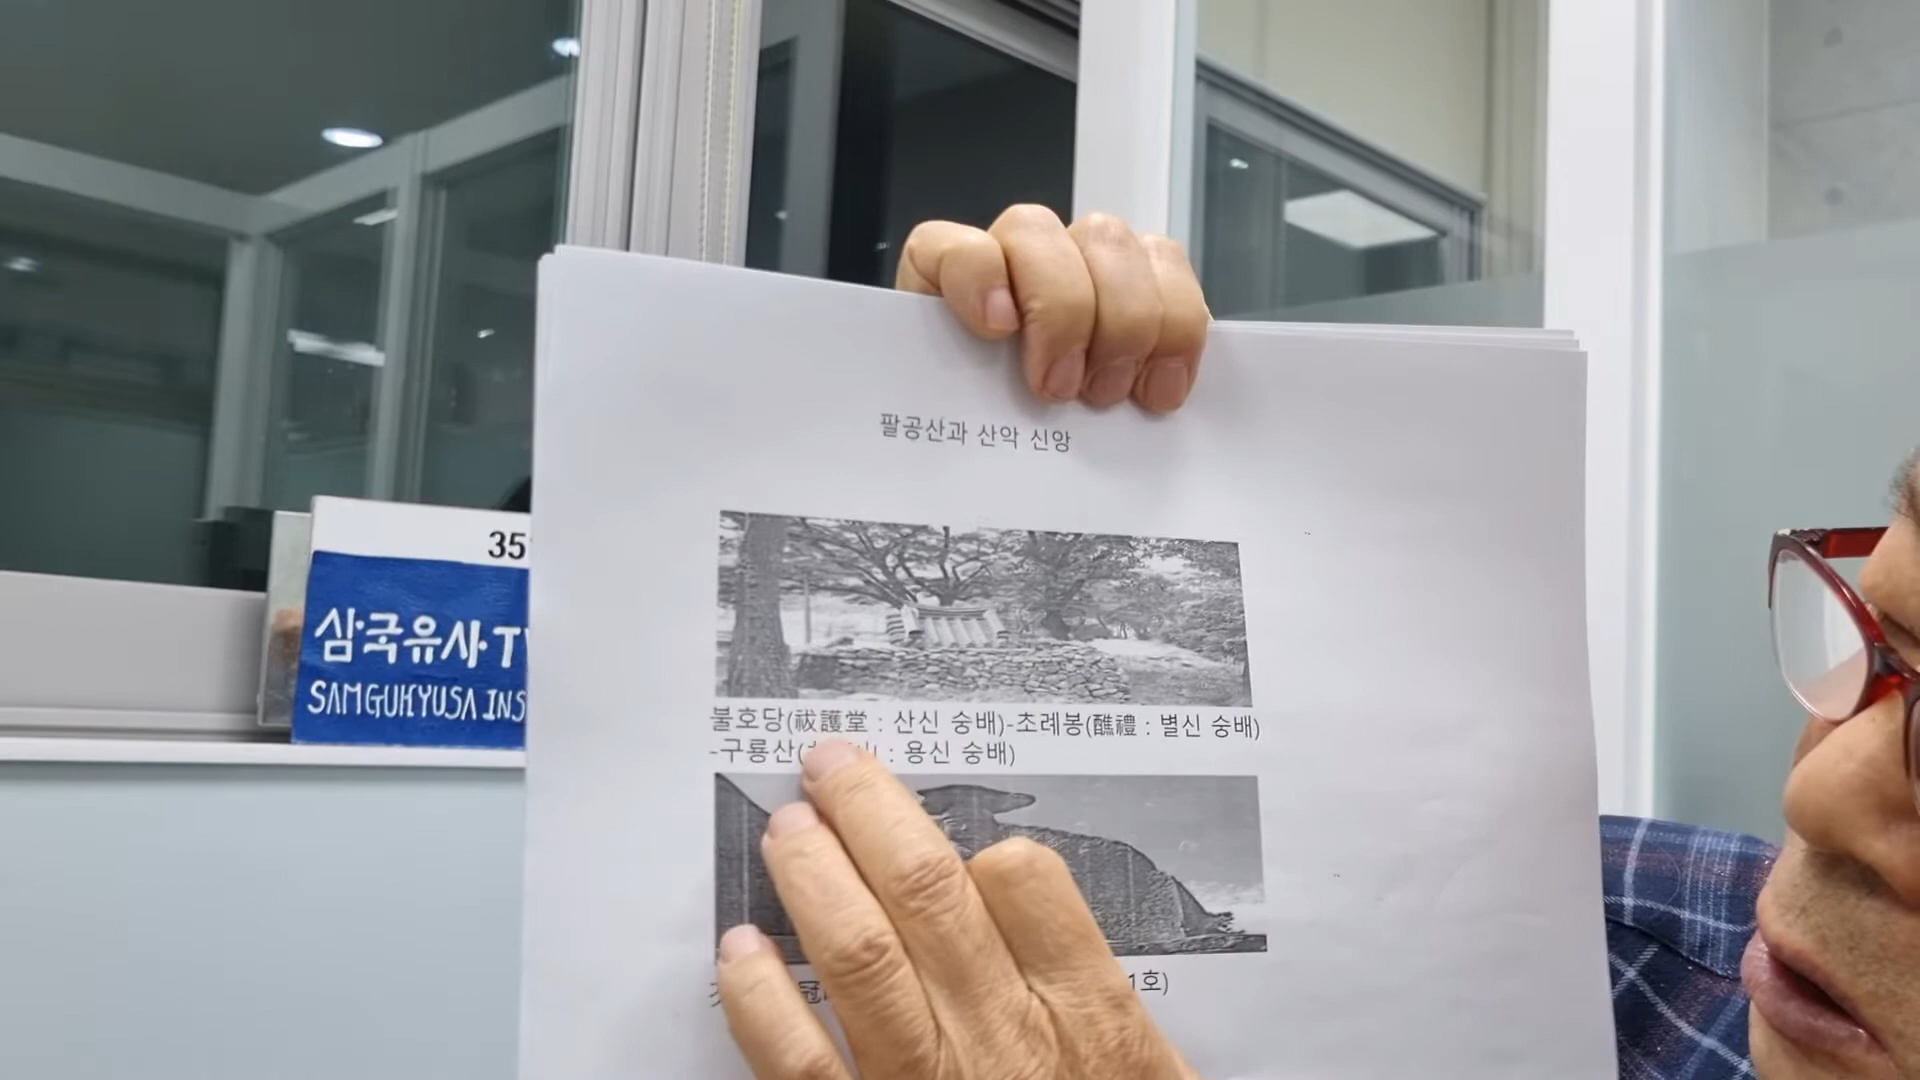 팔공산과 산악 신앙
불호당(祓護堂 : 산신 숭배)-초례봉(醮禮 : 별신 숭배)
-구룡산( : 용신 숭배)
冠
1호)
35
삼국유사T
SAMGUKYUSA INS